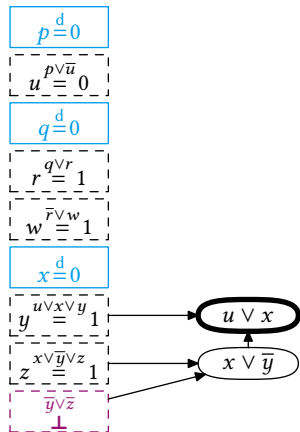 p d= 0
u p∨u̅= 0
q d= 0
r q∨r= 1
w r̅∨w= 1
x d= 0
y u∨x∨y= 1 u ∨ x
z x∨y̅∨z= 1 x ∨ y̅
y̅∨z̅
⊥